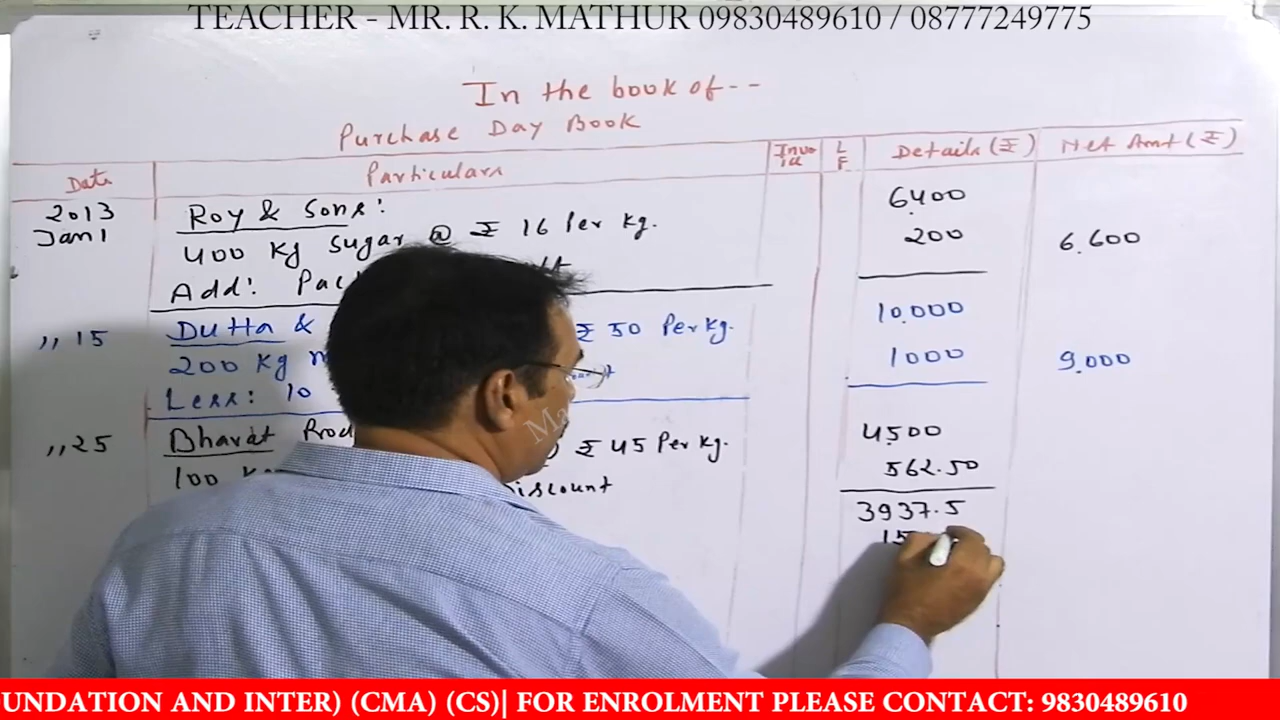 TEACHER - MR. R. K. MATHUR 09830489610 / 08777249775
In the book of--
Purchase Day Book
Date Particulars Invoice LF Details (₹) Net Amt (₹)
2013 Roy & Sons: 6400
Jan 1 400 Kg Sugar @ ₹ 16 Per kg. 200 6,600
Add:
,, 15 Dutta & ₹ 50 Per kg. 10,000
200 Kg 1000 9,000
Less: 10
,, 25 Bharat 4500
100 ₹ 45 Per kg. 562.50
Discount
3937.5
15
UNDATION AND INTER) (CMA) (CS)| FOR ENROLMENT PLEASE CONTACT: 9830489610